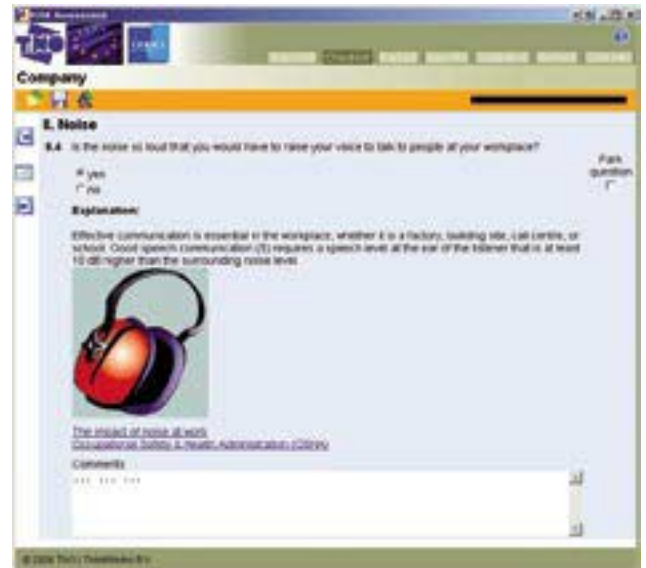 TNO
Company
8. Noise
8.4 Is the noise so loud that you would have to raise your voice to talk to people at your workplace?
Park
question
yes
no
Explanation:
Effective communication is essential in the workplace, whether it is a factory, building site, call centre, or
school. Good speech communication (S) requires a speech level at the ear of the listener that is at least
10 dB higher than the surrounding noise level.
The impact of noise at work
Occupational Safety & Health Administration (OSHA)
Comments
... ... ...